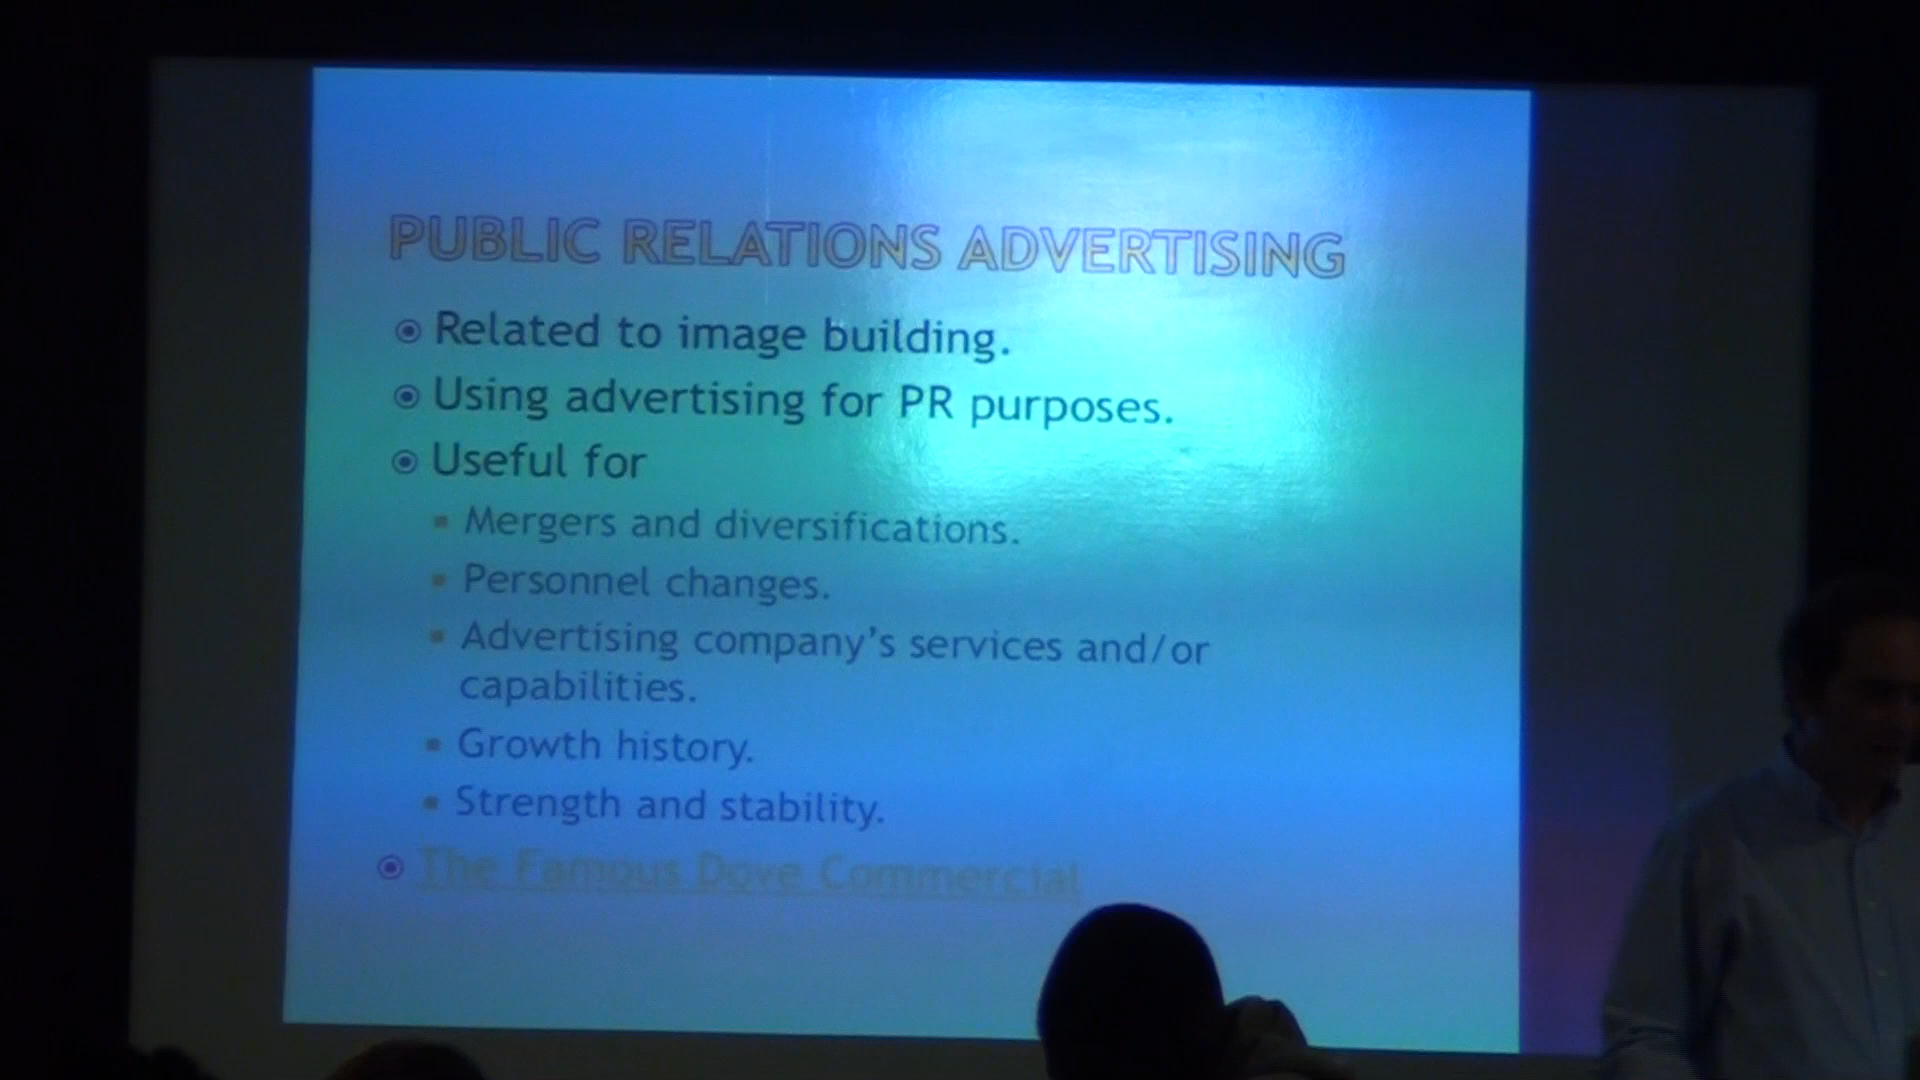 PUBLIC RELATIONS ADVERTISING
Related to image building.
Using advertising for PR purposes.
Useful for
Mergers and diversifications.
Personnel changes.
Advertising company's services and/or
capabilities.
Growth history.
Strength and stability.
The Famous Dove Commercial